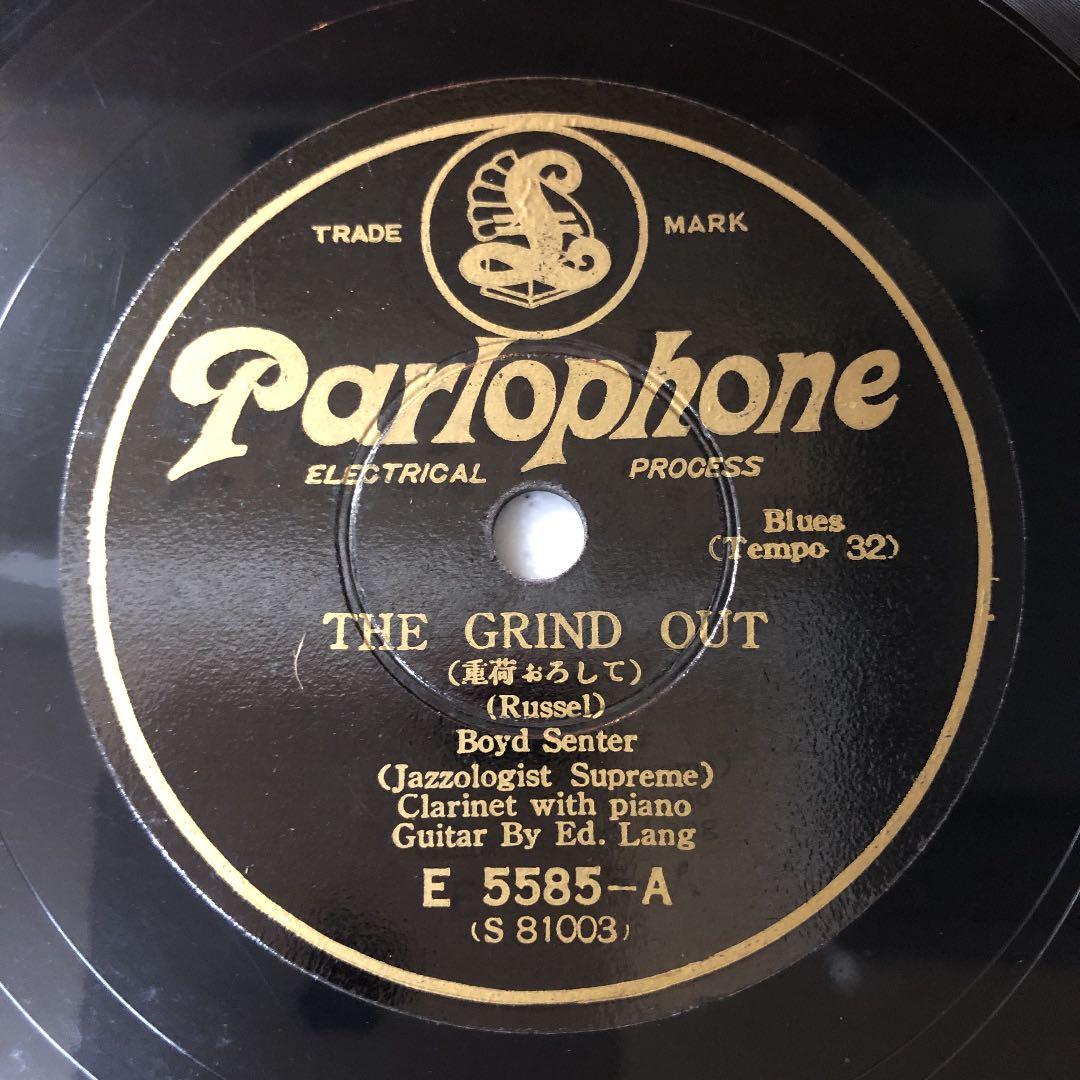 TRADE MARK
Parlophone
ELECTRICAL PROCESS
Blues
(Tempo 32)
THE GRIND OUT
(重荷おろして)
(Russel)
Boyd Senter
(Jazzologist Supreme)
Clarinet with piano
Guitar By Ed. Lang
E 5585-A
(S 81003)